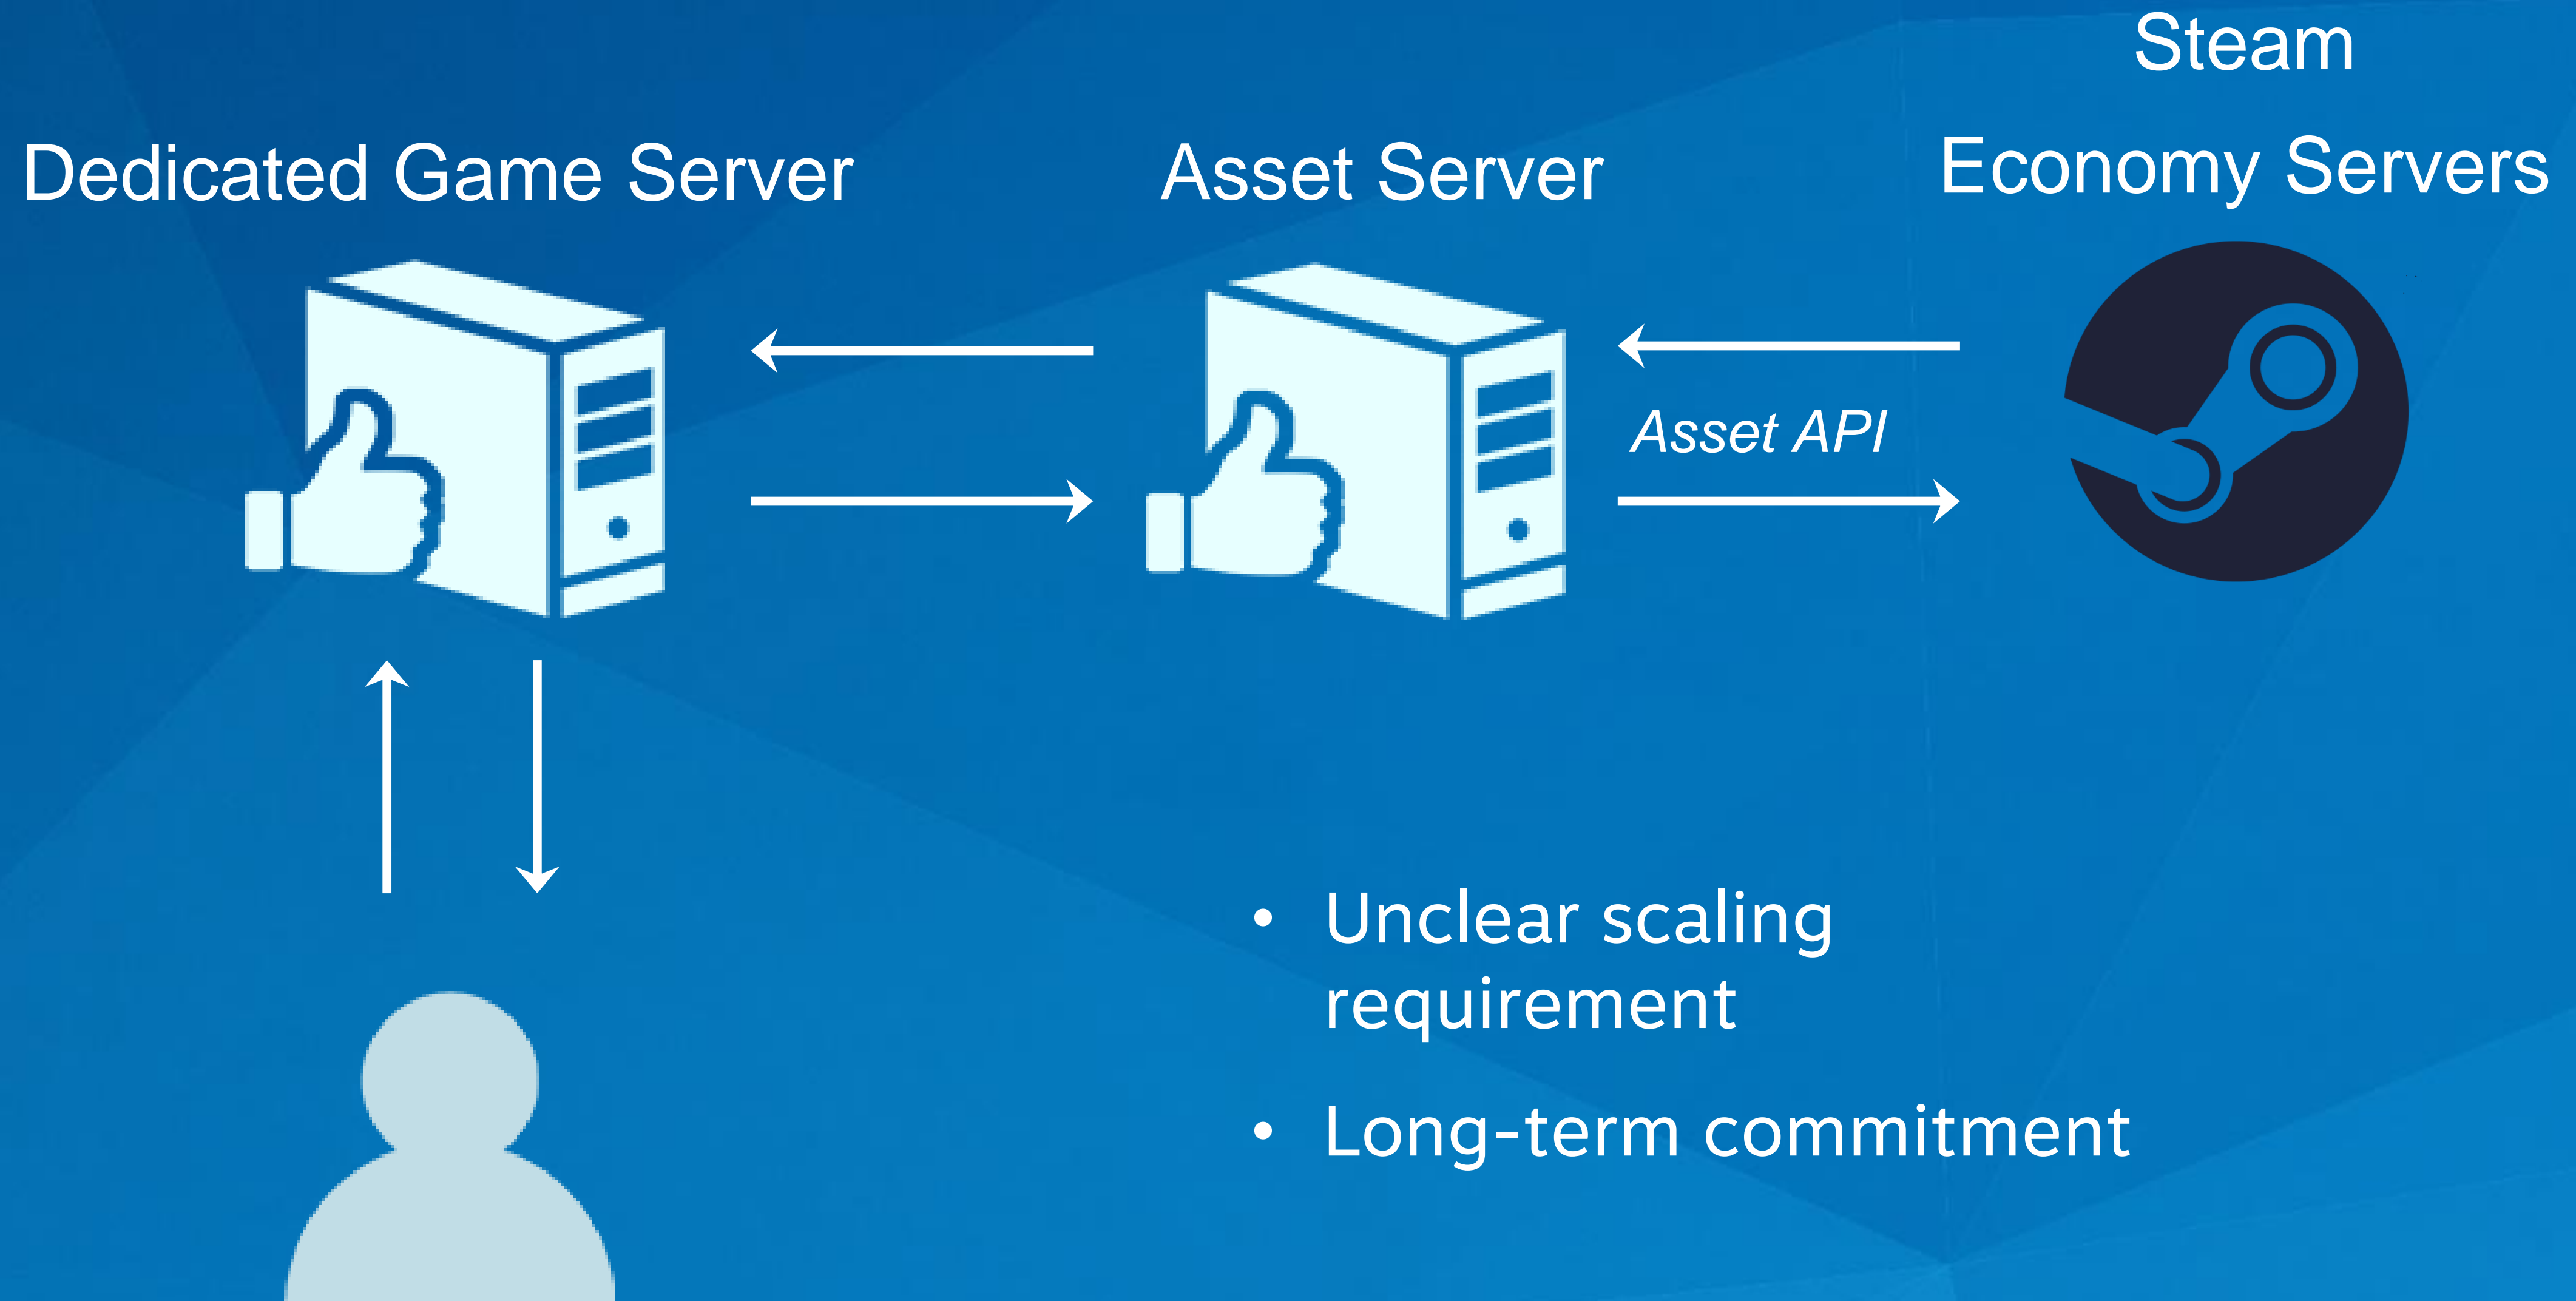 Steam
Economy Servers
Dedicated Game Server
Asset Server
Asset API
• Unclear scaling
requirement
• Long-term commitment